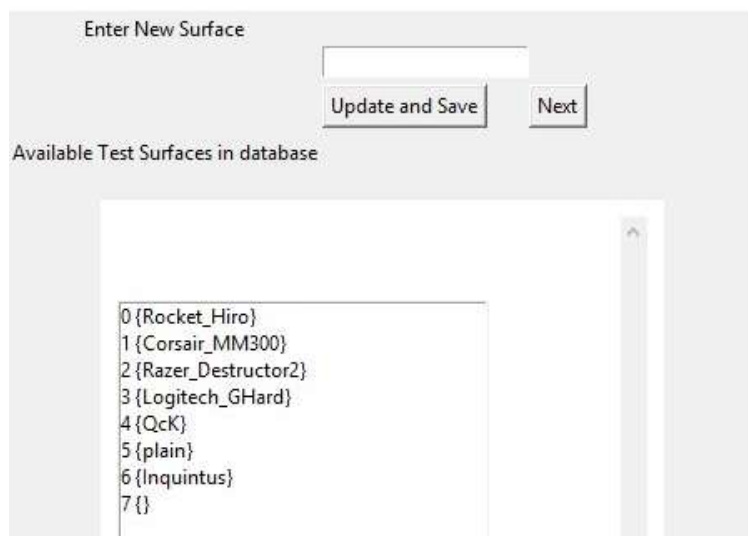 Enter New Surface
Update and Save
Next
Available Test Surfaces in database
0 {Rocket_Hiro}
1 {Corsair_MM300}
2 {Razer_Destructor2}
3 {Logitech_GHard}
4 {QcK}
5 {plain}
6 {Inquintus}
7 {}